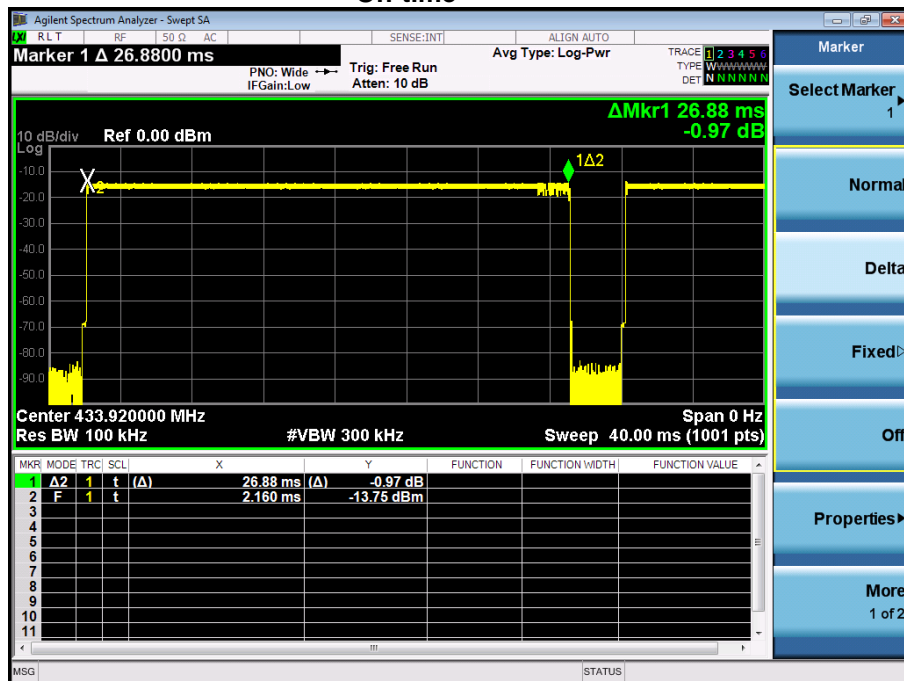 Agilent Spectrum Analyzer - Swept SA
LXI RLT RF 50 Ω AC SENSE:INT ALIGN AUTO
Marker 1 Δ 26.8800 ms
PNO: Wide
IFGain:Low
Trig: Free Run
Atten: 10 dB
Avg Type: Log-Pwr
TRACE 1 2 3 4 5 6
TYPE WWWWWWW
DET N N N N N N
ΔMkr1 26.88 ms
-0.97 dB
10 dB/div Ref 0.00 dBm
Log
-10.0
-20.0
-30.0
-40.0
-50.0
-60.0
-70.0
-80.0
-90.0
X2
1Δ2
Center 433.920000 MHz Span 0 Hz
Res BW 100 kHz #VBW 300 kHz Sweep 40.00 ms (1001 pts)
MKR MODE TRC SCL X Y FUNCTION FUNCTION WIDTH FUNCTION VALUE
1 Δ2 1 t (Δ) 26.88 ms (Δ) -0.97 dB
2 F 1 t 2.160 ms -13.75 dBm
3
4
5
6
7
8
9
10
11
MSG STATUS
Marker
Select Marker
1
Normal
Delta
Fixed
Off
Properties
More
1 of 2